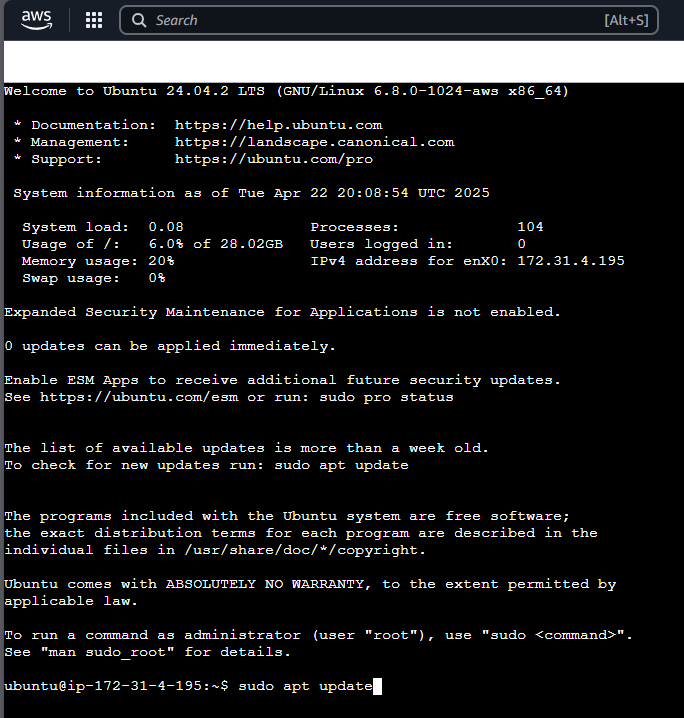 aws
Search [Alt+S]
Welcome to Ubuntu 24.04.2 LTS (GNU/Linux 6.8.0-1024-aws x86_64)
* Documentation: https://help.ubuntu.com
* Management: https://landscape.canonical.com
* Support: https://ubuntu.com/pro
System information as of Tue Apr 22 20:08:54 UTC 2025
System load: 0.08 Processes: 104
Usage of /: 6.0% of 28.02GB Users logged in: 0
Memory usage: 20% IPv4 address for enX0: 172.31.4.195
Swap usage: 0%
Expanded Security Maintenance for Applications is not enabled.
0 updates can be applied immediately.
Enable ESM Apps to receive additional future security updates.
See https://ubuntu.com/esm or run: sudo pro status
The list of available updates is more than a week old.
To check for new updates run: sudo apt update
The programs included with the Ubuntu system are free software;
the exact distribution terms for each program are described in the
individual files in /usr/share/doc/*/copyright.
Ubuntu comes with ABSOLUTELY NO WARRANTY, to the extent permitted by
applicable law.
To run a command as administrator (user "root"), use "sudo <command>".
See "man sudo_root" for details.
ubuntu@ip-172-31-4-195:~$ sudo apt update